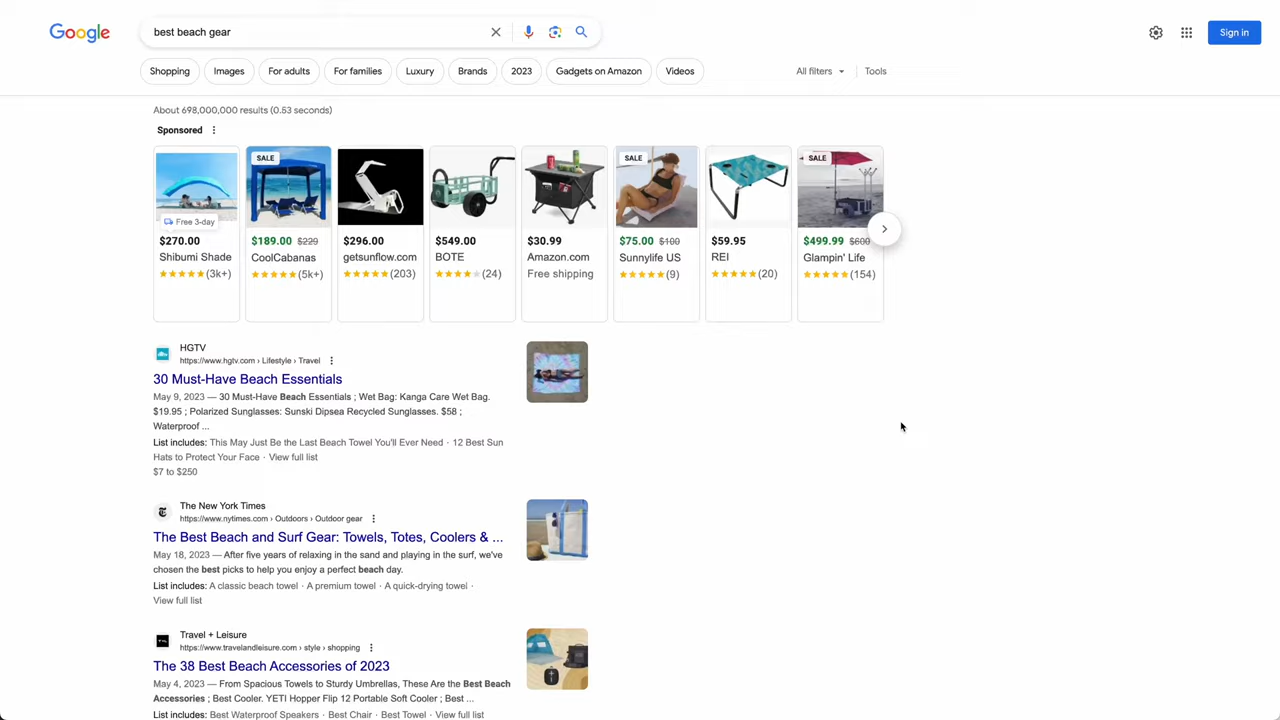 Google
best beach gear
Sign in
Shopping
Images
For adults
For families
Luxury
Brands
2023
Gadgets on Amazon
Videos
All filters
Tools
About 698,000,000 results (0.53 seconds)
Sponsored
Free 3-day
$270.00
Shibumi Shade
(3k+)
SALE
$189.00 $229
CoolCabanas
(5k+)
$296.00
getsunflow.com
(203)
$549.00
BOTE
(24)
$30.99
Amazon.com
Free shipping
SALE
$75.00 $100
Sunnylife US
(9)
$59.95
REI
(20)
SALE
$499.99 $600
Glampin' Life
(154)
HGTV
https://www.hgtv.com › Lifestyle › Travel
30 Must-Have Beach Essentials
May 9, 2023 — 30 Must-Have Beach Essentials ; Wet Bag: Kanga Care Wet Bag.
$19.95 ; Polarized Sunglasses: Sunski Dipsea Recycled Sunglasses. $58 ;
Waterproof ...
List includes: This May Just Be the Last Beach Towel You'll Ever Need · 12 Best Sun
Hats to Protect Your Face · View full list
$7 to $250
The New York Times
https://www.nytimes.com › Outdoors › Outdoor gear
The Best Beach and Surf Gear: Towels, Totes, Coolers & ...
May 18, 2023 — After five years of relaxing in the sand and playing in the surf, we've
chosen the best picks to help you enjoy a perfect beach day.
List includes: A classic beach towel · A premium towel · A quick-drying towel ·
View full list
Travel + Leisure
https://www.travelandleisure.com › style › shopping
The 38 Best Beach Accessories of 2023
May 4, 2023 — From Spacious Towels to Sturdy Umbrellas, These Are the Best Beach
Accessories ; Best Cooler. YETI Hopper Flip 12 Portable Soft Cooler ; Best ...
List includes: Best Waterproof Speakers · Best Chair · Best Towel · View full list